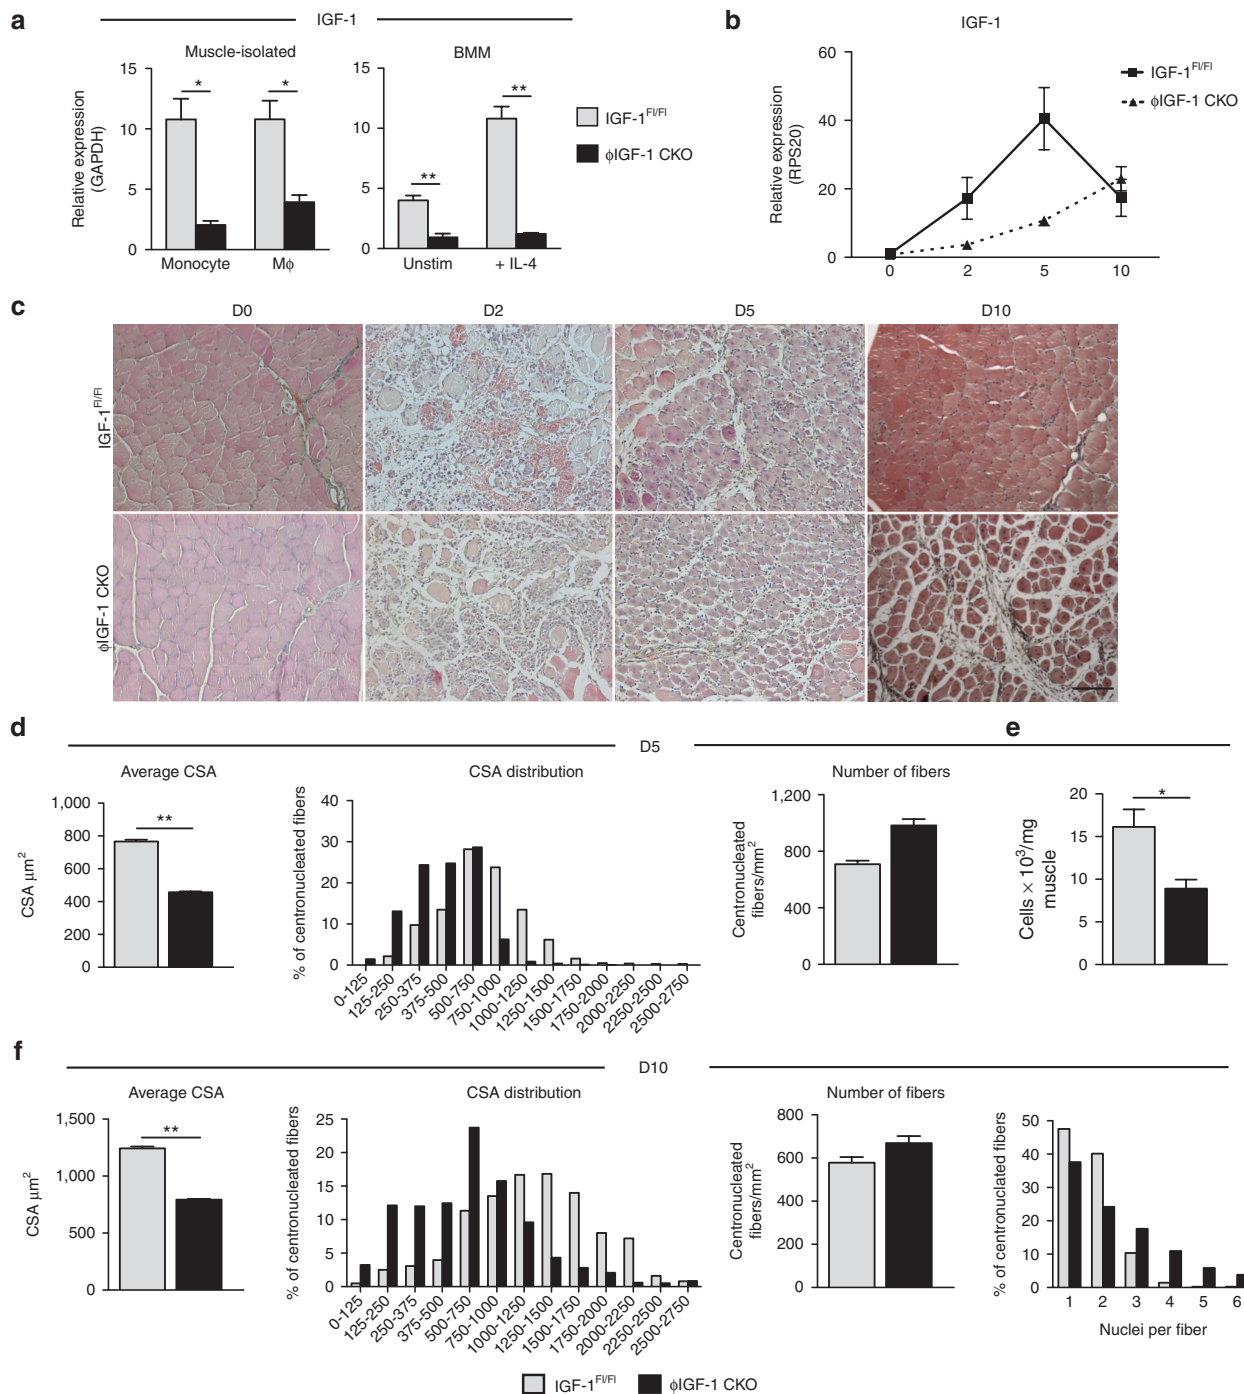 a
IGF-1
Muscle-isolated
BMM
Relative expression
(GAPDH)
15
10
5
0
*
*
Monocyte
Mϕ
15
10
5
0
**
**
Unstim
+ IL-4
IGF-1Fl/Fl
ϕIGF-1 CKO
b
IGF-1
Relative expression
(RPS20)
60
40
20
0
0
2
5
10
IGF-1Fl/Fl
ϕIGF-1 CKO
c
D0
D2
D5
D10
IGF-1Fl/Fl
ϕIGF-1 CKO
d
D5
Average CSA
CSA μm2
1,000
800
600
400
200
0
**
CSA distribution
% of centronucleated fibers
40
30
20
10
0
0-125
125-250
250-375
375-500
500-750
750-1000
1000-1250
1250-1500
1500-1750
1750-2000
2000-2250
2250-2500
2500-2750
Number of fibers
Centronucleated
fibers/mm2
1,200
800
400
0
e
Cells × 103/mg
muscle
20
15
10
5
0
*
f
D10
Average CSA
CSA μm2
1,500
1,000
500
0
**
CSA distribution
% of centronucleated fibers
25
20
15
10
5
0
0-125
125-250
250-375
375-500
500-750
750-1000
1000-1250
1250-1500
1500-1750
1750-2000
2000-2250
2250-2500
2500-2750
Number of fibers
Centronucleated
fibers/mm2
800
600
400
200
0
% of centronuclated fibers
50
40
30
20
10
0
1
2
3
4
5
6
Nuclei per fiber
IGF-1Fl/Fl
ϕIGF-1 CKO